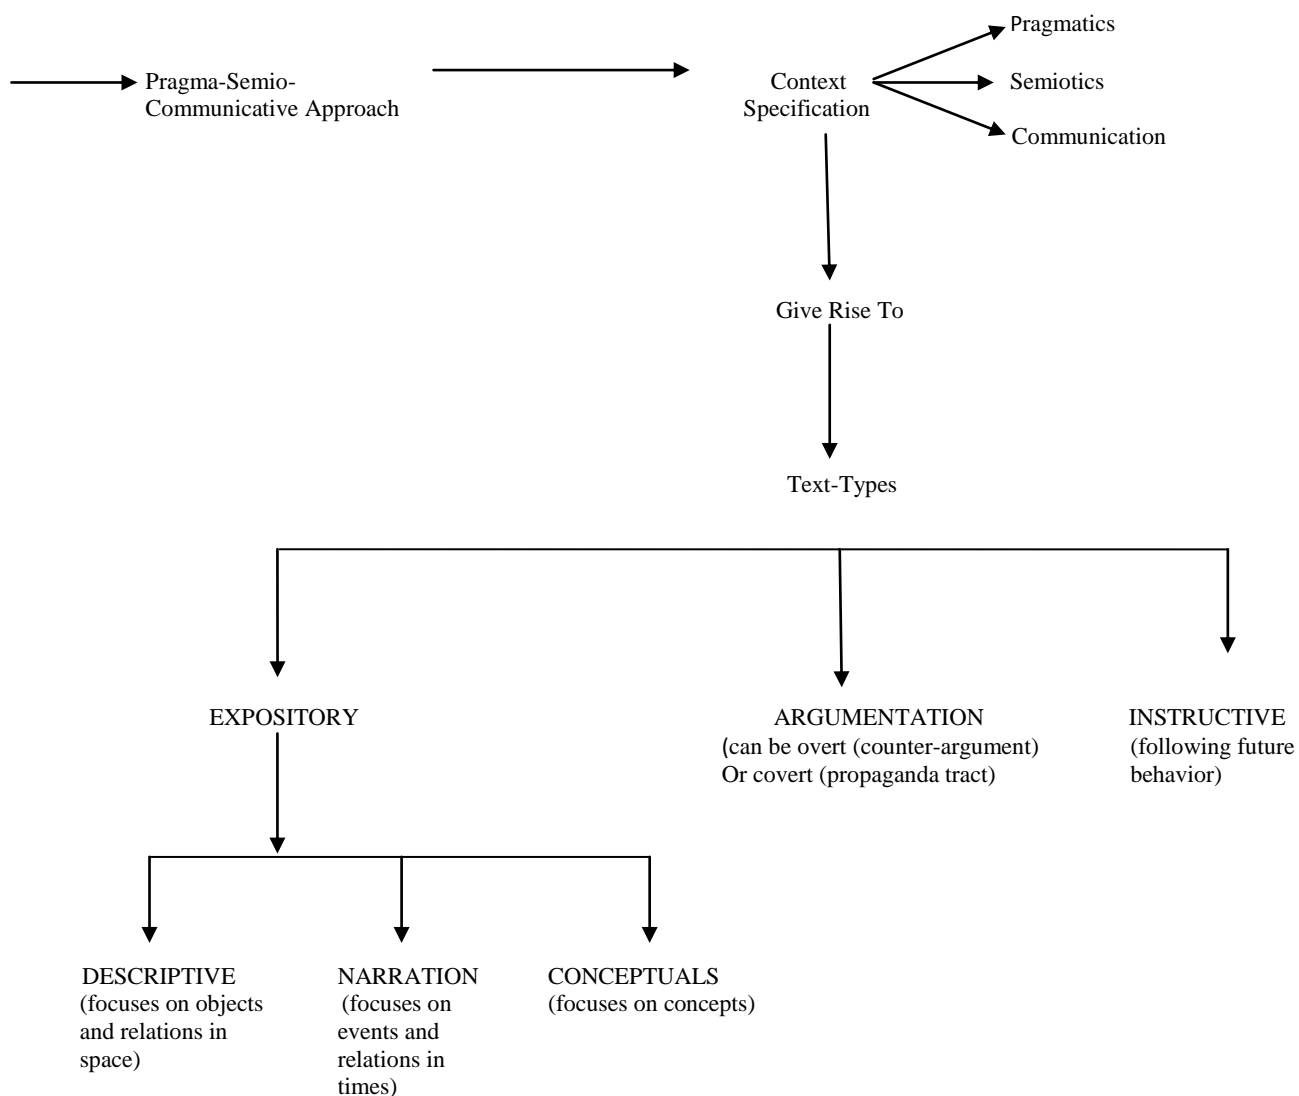 Pragmatics
Pragma-Semio-
Communicative Approach
Context
Specification
Semiotics
Communication
Give Rise To
Text-Types
EXPOSITORY
ARGUMENTATION
(can be overt (counter-argument)
Or covert (propaganda tract)
INSTRUCTIVE
(following future
behavior)
DESCRIPTIVE
(focuses on objects
and relations in
space)
NARRATION
(focuses on
events and
relations in
times)
CONCEPTUALS
(focuses on concepts)